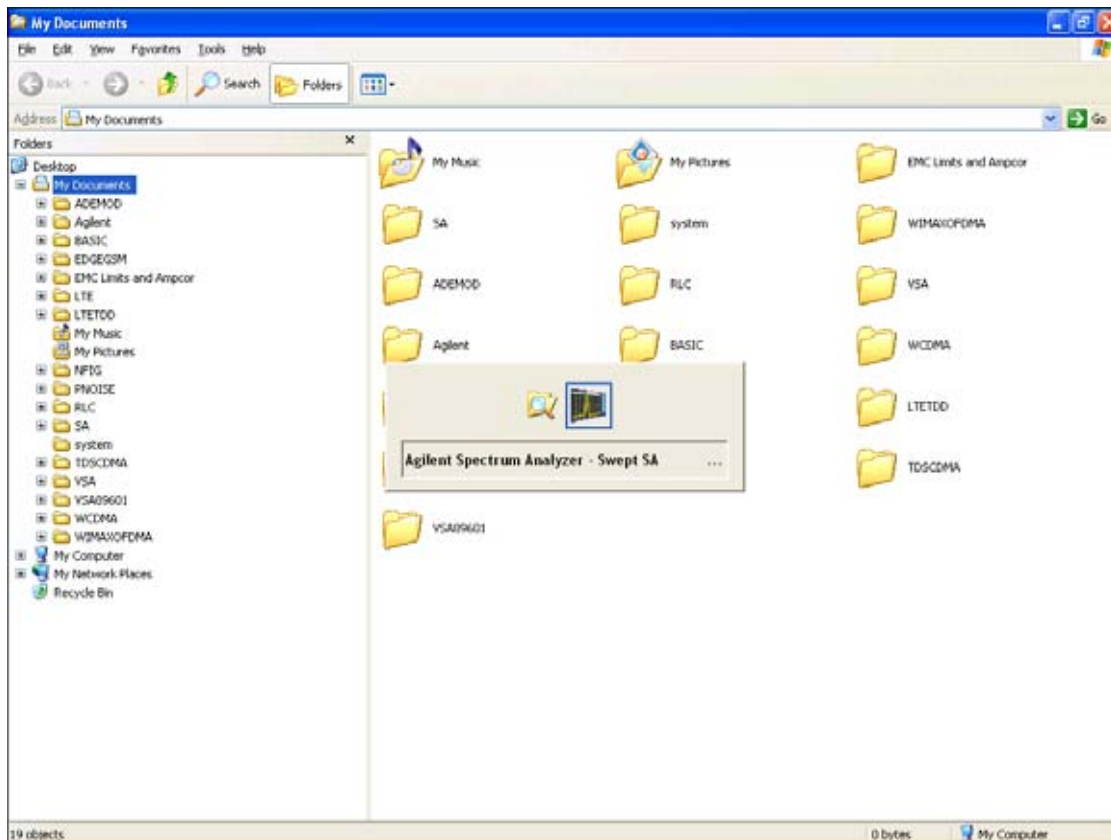 My Documents
File Edit View Favorites Tools Help
Back Search Folders
Address My Documents Go
Folders
Desktop
My Documents
ADEMOD
Agilent
BASIC
EDGEGSM
EMC Limits and Ampcor
LTE
LTETDD
My Music
My Pictures
NFIG
PNOISE
RLC
SA
system
TDSCDMA
VSA
VSA89601
WCDMA
WIMAXOFDMA
My Computer
My Network Places
Recycle Bin
My Music My Pictures EMC Limits and Ampcor
SA system WIMAXOFDMA
ADEMOD RLC VSA
Agilent BASIC WCDMA
LTETDD
TDSCDMA
VSA89601
Agilent Spectrum Analyzer - Swept SA ...
19 objects 0 bytes My Computer